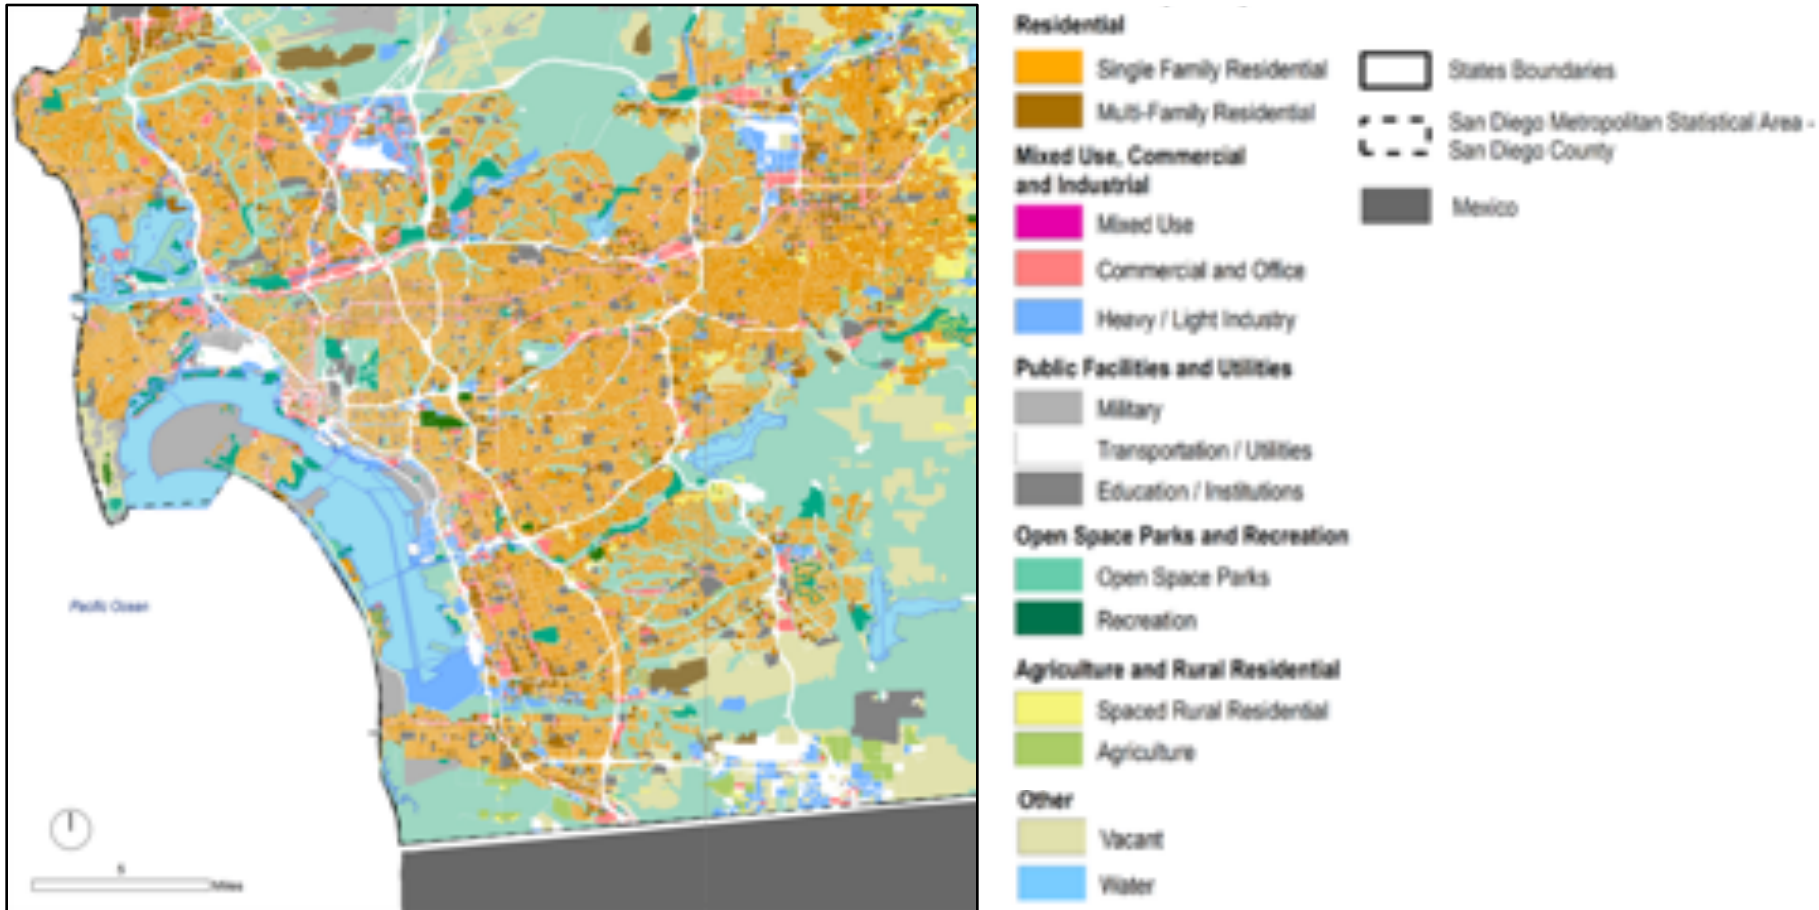 Pacific Ocean
5
Miles
Residential
Single Family Residential
Multi-Family Residential
Mixed Use, Commercial
and Industrial
Mixed Use
Commercial and Office
Heavy / Light Industry
Public Facilities and Utilities
Military
Transportation / Utilities
Education / Institutions
Open Space Parks and Recreation
Open Space Parks
Recreation
Agriculture and Rural Residential
Spaced Rural Residential
Agriculture
Other
Vacant
Water
States Boundaries
San Diego Metropolitan Statistical Area -
San Diego County
Mexico